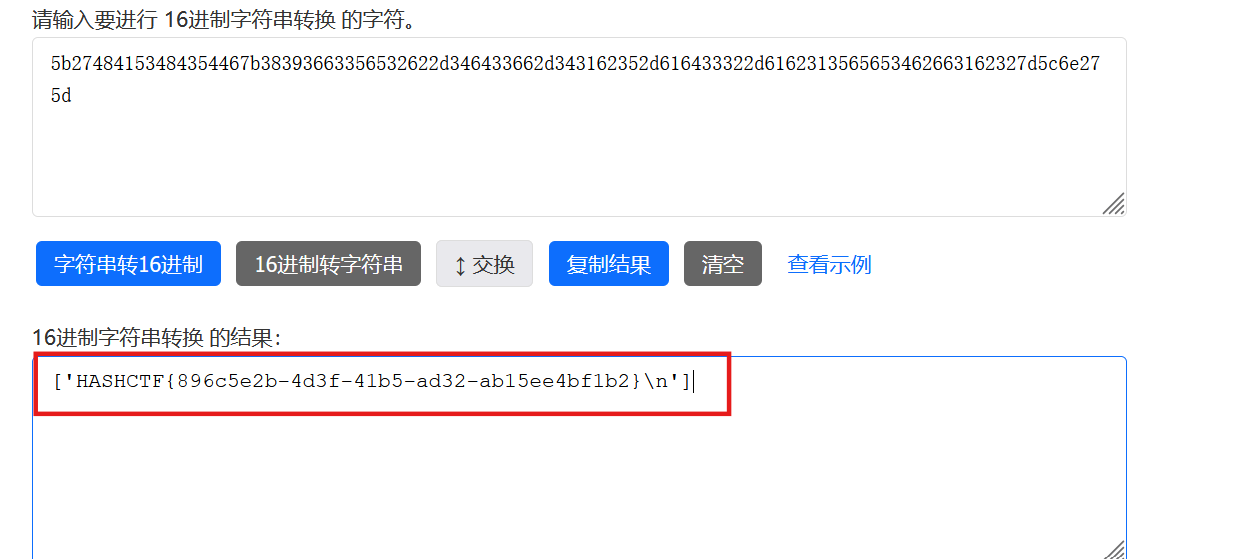 请输入要进行 16进制字符串转换 的字符。
5b27484153484354467b38393663356532622d346433662d343162352d616433322d6162313565653462663162327d5c6e27
5d
字符串转16进制 16进制转字符串 ↕ 交换 复制结果 清空 查看示例
16进制字符串转换 的结果：
['HASHCTF{896c5e2b-4d3f-41b5-ad32-ab15ee4bf1b2}\n']